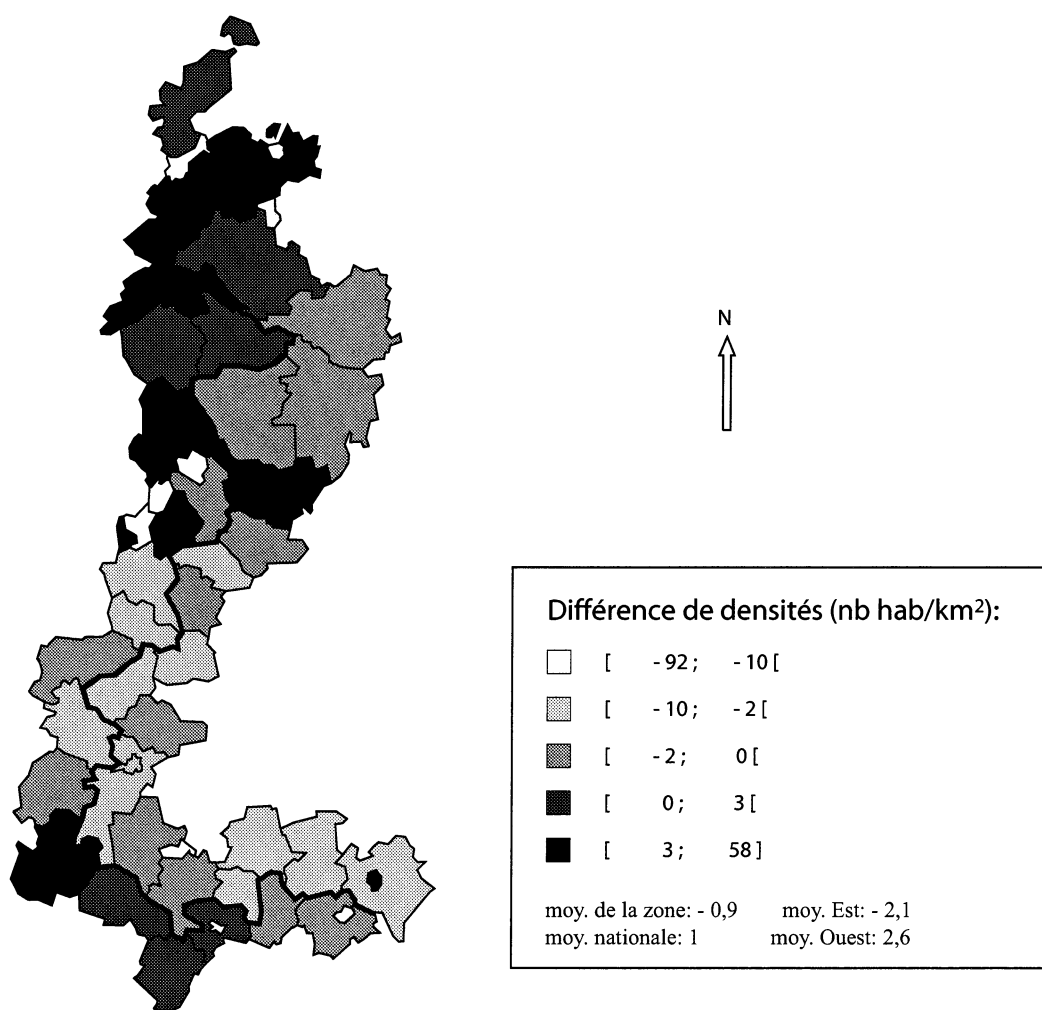 N
Différence de densités (nb hab/km²):
[ - 92 ; - 10 [
[ - 10 ; - 2 [
[ - 2 ; 0 [
[ 0 ; 3 [
[ 3 ; 58 ]
moy. de la zone: - 0,9 moy. Est: - 2,1
moy. nationale: 1 moy. Ouest: 2,6